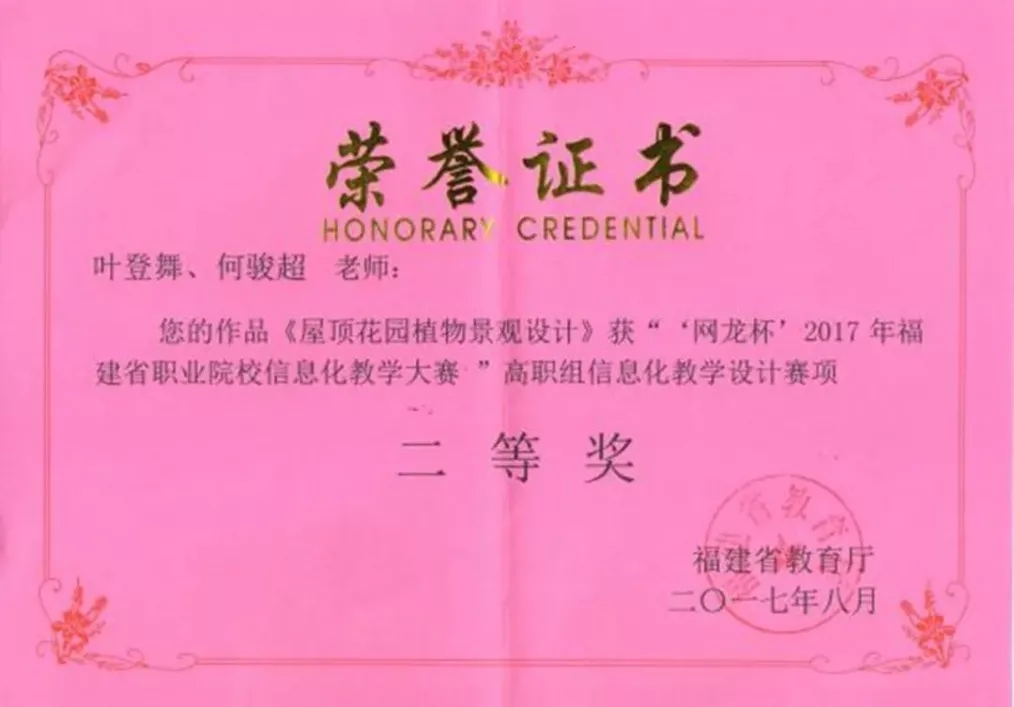 荣誉证书
HONORARY CREDENTIAL
叶登舞、何骏超 老师：
您的作品《屋顶花园植物景观设计》获“‘网龙杯’2017年福
建省职业院校信息化教学大赛 ”高职组信息化教学设计赛项
二等奖
福建省教育厅
二〇一七年八月